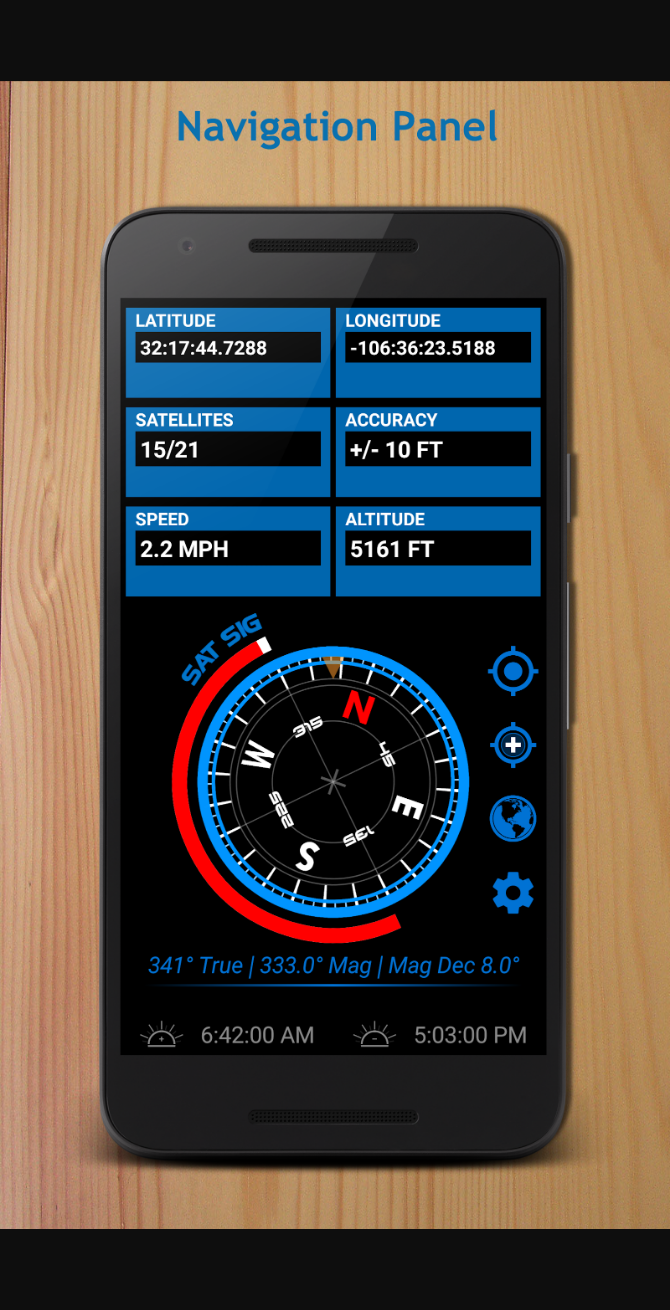 Navigation Panel
LATITUDE
32:17:44.7288
LONGITUDE
-106:36:23.5188
SATELLITES
15/21
ACCURACY
+/- 10 FT
SPEED
2.2 MPH
ALTITUDE
5161 FT
SAT SIG
N
45
E
135
S
225
W
315
341° True | 333.0° Mag | Mag Dec 8.0°
6:42:00 AM
5:03:00 PM